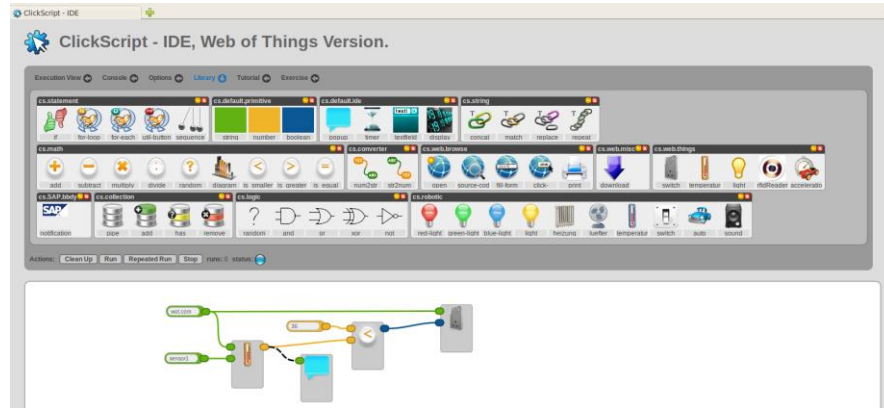 ClickScript - IDE
ClickScript - IDE, Web of Things Version.
Execution View Console Options Library Tutorial Exercise
cs.statement cs.default.primitive cs.default.ide cs.string
if for-loop for-each util-button sequence string number boolean popup timer textfield display concat match replace repeat
cs.math cs.converter cs.web.browse cs.web.misc cs.web.things
add subtract multiply divide random diagram is smaller is greater is equal num2str str2num open source-cod fill-form click- print download switch temperatur light rfidReader acceleratio
cs.collection cs.logic cs.robotic
SAP
notification pipe add has remove random and or xor not red-light green-light blue-light light heizung luefter temperatur switch auto sound
Actions: Clean Up Run Repeated Run Stop runs: 0 status:
wot.com
sensor1